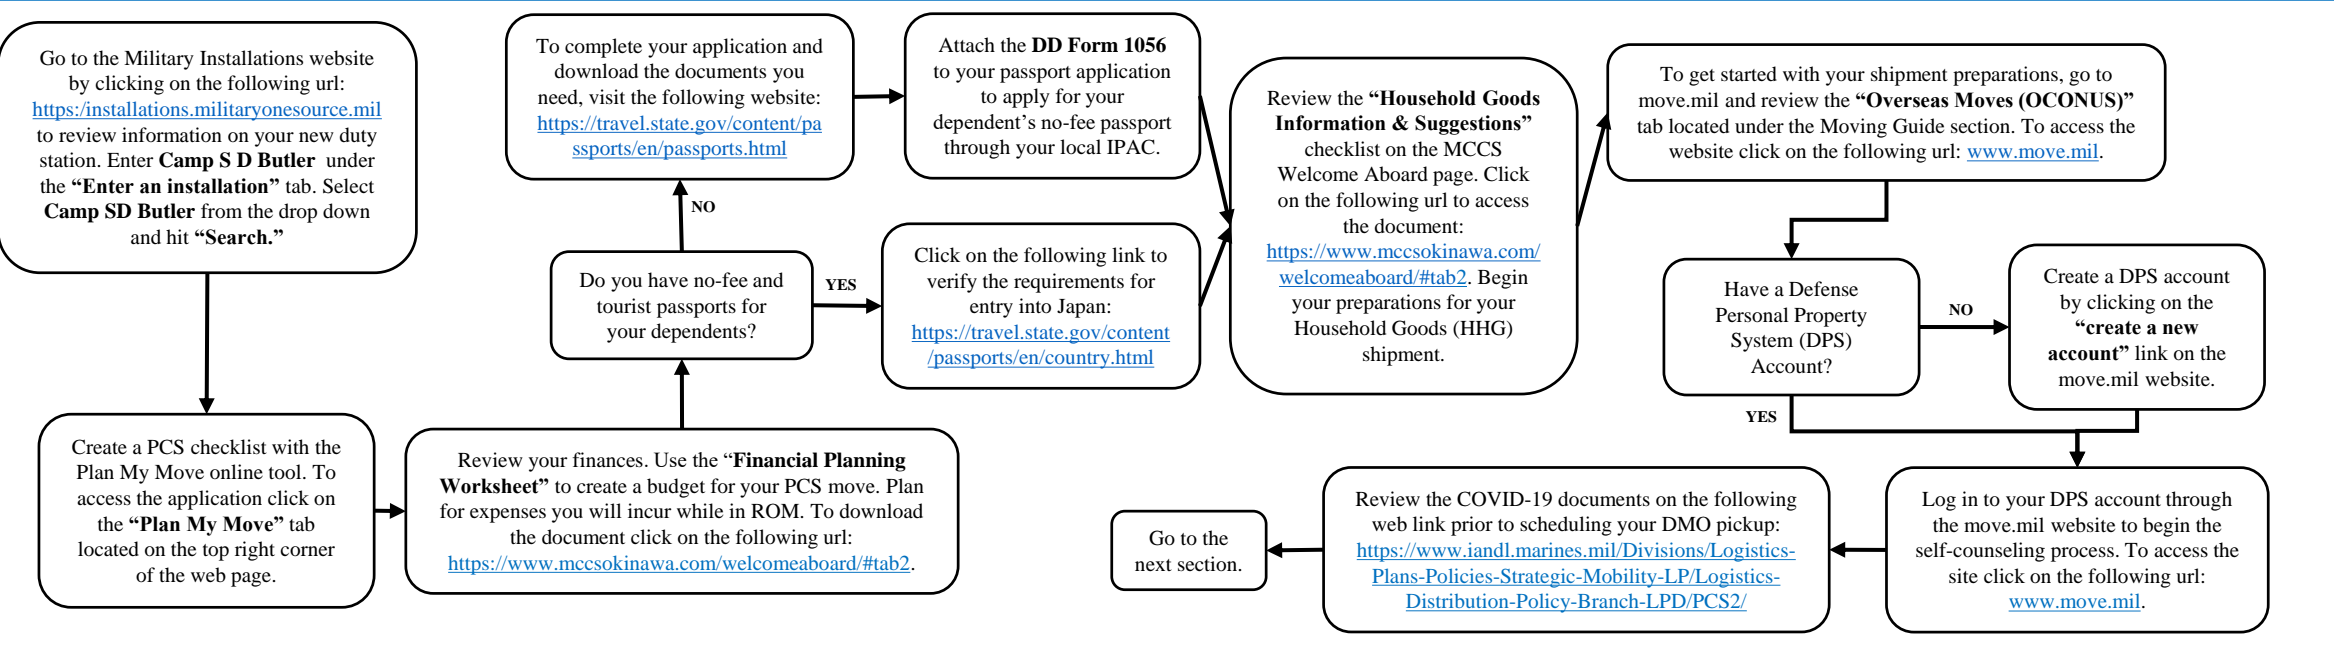 Go to the Military Installations website
by clicking on the following url:
https:/installations.militaryonesource.mil
to review information on your new duty
station. Enter Camp S D Butler under
the “Enter an installation” tab. Select
Camp SD Butler from the drop down
and hit “Search.”
Create a PCS checklist with the
Plan My Move online tool. To
access the application click on
the “Plan My Move” tab
located on the top right corner
of the web page.
Review your finances. Use the “Financial Planning
Worksheet” to create a budget for your PCS move. Plan
for expenses you will incur while in ROM. To download
the document click on the following url:
https://www.mccsokinawa.com/welcomeaboard/#tab2.
Do you have no-fee and
tourist passports for
your dependents?
NO
To complete your application and
download the documents you
need, visit the following website:
https://travel.state.gov/content/pa
ssports/en/passports.html
Attach the DD Form 1056
to your passport application
to apply for your
dependent’s no-fee passport
through your local IPAC.
YES
Click on the following link to
verify the requirements for
entry into Japan:
https://travel.state.gov/content
/passports/en/country.html
Review the “Household Goods
Information & Suggestions”
checklist on the MCCS
Welcome Aboard page. Click
on the following url to access
the document:
https://www.mccsokinawa.com/
welcomeaboard/#tab2. Begin
your preparations for your
Household Goods (HHG)
shipment.
To get started with your shipment preparations, go to
move.mil and review the “Overseas Moves (OCONUS)”
tab located under the Moving Guide section. To access the
website click on the following url: www.move.mil.
Have a Defense
Personal Property
System (DPS)
Account?
NO
Create a DPS account
by clicking on the
“create a new
account” link on the
move.mil website.
YES
Log in to your DPS account through
the move.mil website to begin the
self-counseling process. To access the
site click on the following url:
www.move.mil.
Review the COVID-19 documents on the following
web link prior to scheduling your DMO pickup:
https://www.iandl.marines.mil/Divisions/Logistics-
Plans-Policies-Strategic-Mobility-LP/Logistics-
Distribution-Policy-Branch-LPD/PCS2/
Go to the
next section.